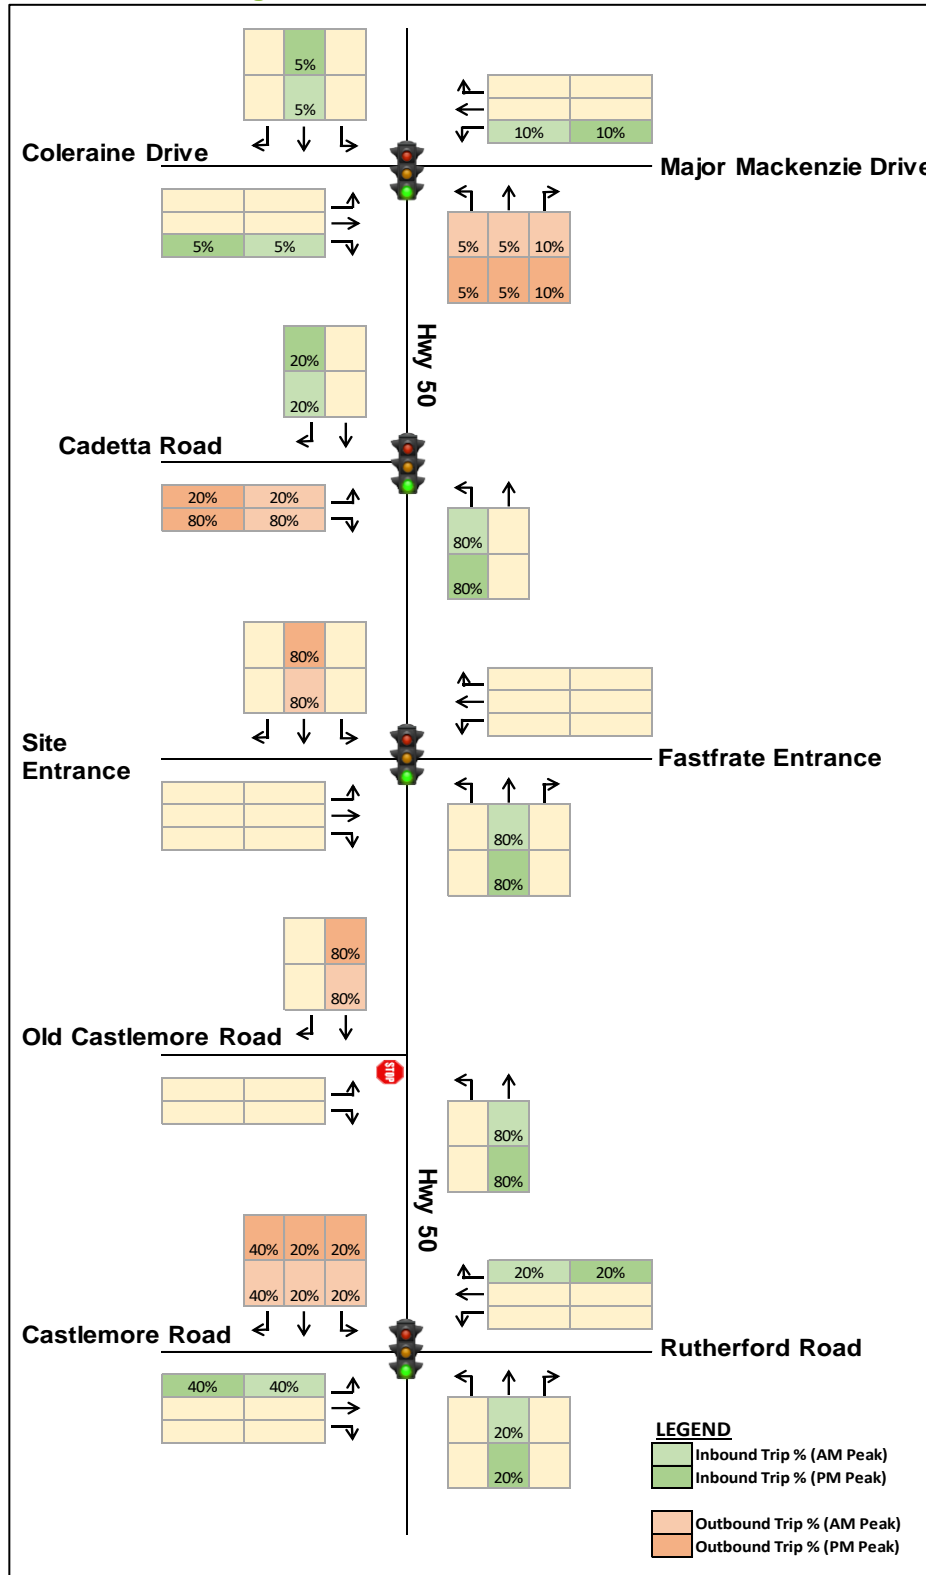 5%
5%
10% 10%
Coleraine Drive
Major Mackenzie Drive
5% 5%
5% 5% 10%
5% 5% 10%
Hwy 50
20%
20%
Cadetta Road
20% 20%
80% 80%
80%
80%
80%
80%
Site
Entrance
Fastfrate Entrance
80%
80%
80%
80%
Old Castlemore Road
STOP
80%
80%
Hwy 50
40% 20% 20%
40% 20% 20%
20% 20%
Castlemore Road
Rutherford Road
40% 40%
20%
20%
LEGEND
Inbound Trip % (AM Peak)
Inbound Trip % (PM Peak)
Outbound Trip % (AM Peak)
Outbound Trip % (PM Peak)